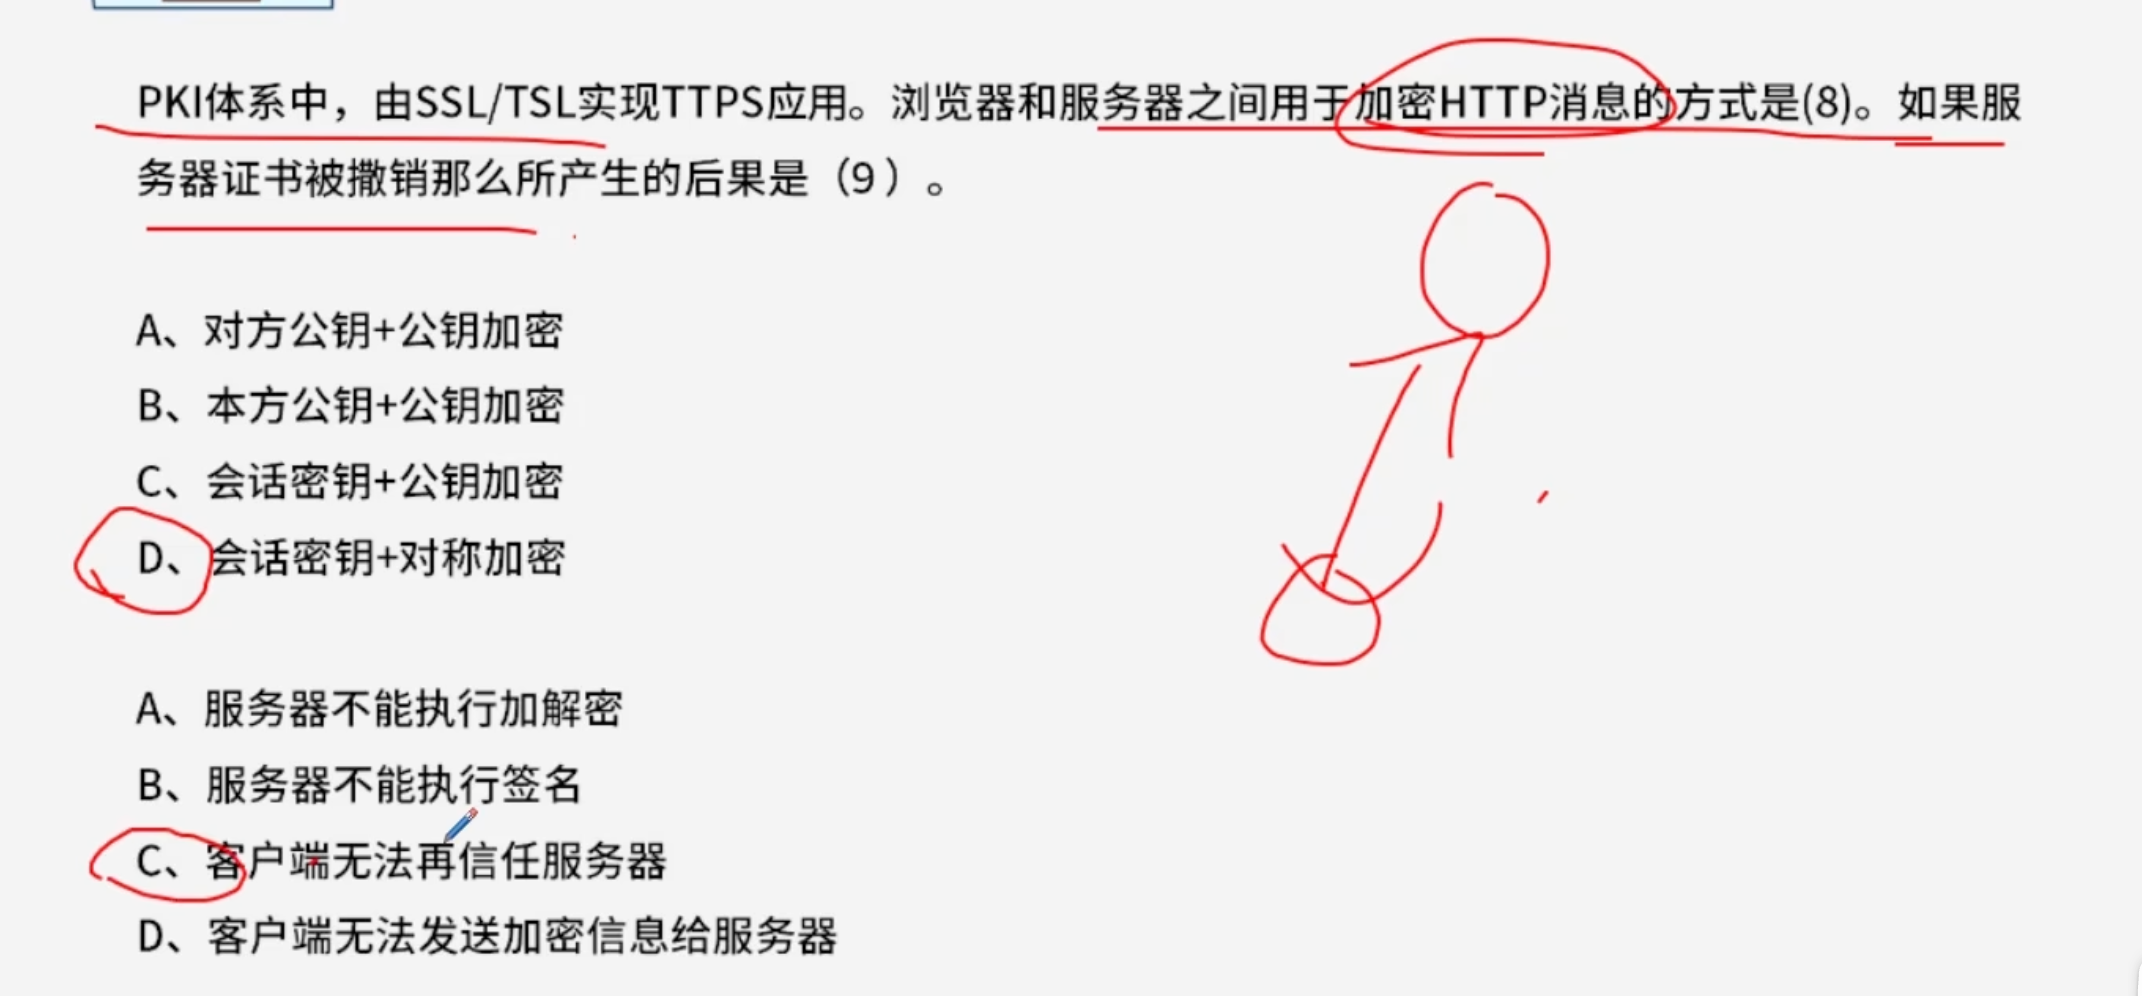 PKI体系中，由SSL/TSL实现TTPS应用。浏览器和服务器之间用于加密HTTP消息的方式是(8)。如果服
务器证书被撒销那么所产生的后果是（9）。
A、对方公钥+公钥加密
B、本方公钥+公钥加密
C、会话密钥+公钥加密
D、会话密钥+对称加密
A、服务器不能执行加解密
B、服务器不能执行签名
C、客户端无法再信任服务器
D、客户端无法发送加密信息给服务器